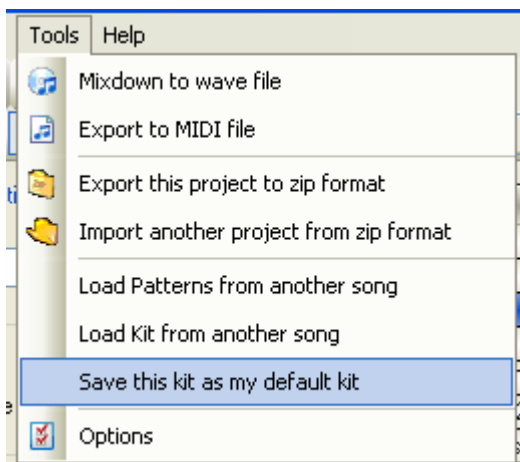 Tools Help
Mixdown to wave file
Export to MIDI file
Export this project to zip format
Import another project from zip format
Load Patterns from another song
Load Kit from another song
Save this kit as my default kit
Options